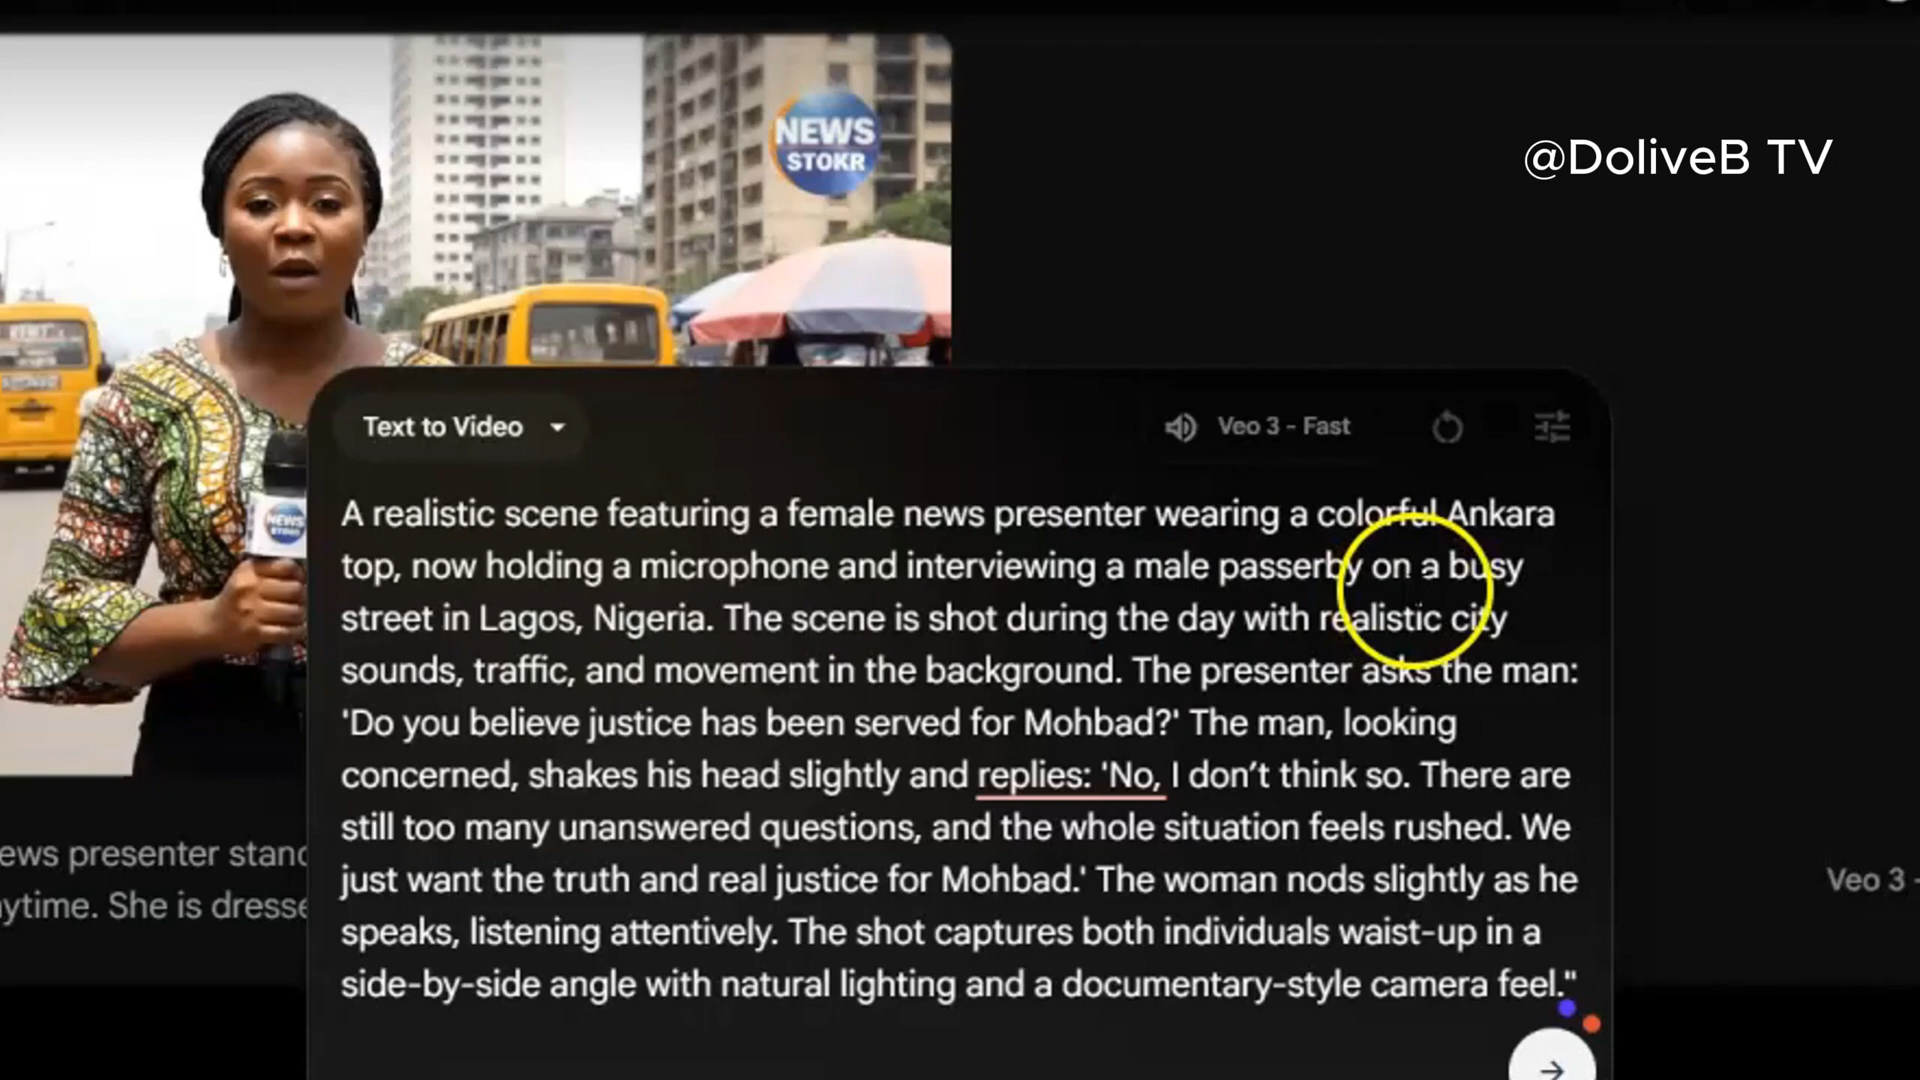 @DoliveB TV
NEWS
STOKR
NEWS
Text to Video
Veo 3 - Fast
A realistic scene featuring a female news presenter wearing a colorful Ankara
top, now holding a microphone and interviewing a male passerby on a busy
street in Lagos, Nigeria. The scene is shot during the day with realistic city
sounds, traffic, and movement in the background. The presenter asks the man:
'Do you believe justice has been served for Mohbad?' The man, looking
concerned, shakes his head slightly and replies: 'No, I don’t think so. There are
still too many unanswered questions, and the whole situation feels rushed. We
just want the truth and real justice for Mohbad.' The woman nods slightly as he
speaks, listening attentively. The shot captures both individuals waist-up in a
side-by-side angle with natural lighting and a documentary-style camera feel."
ews presenter stand
ytime. She is dresse
Veo 3 -